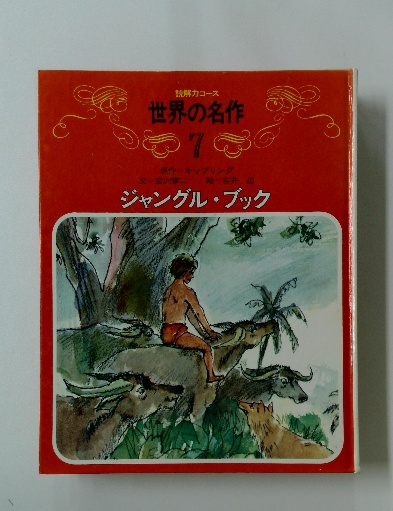 読解力コース
世界の名作
7
原作=キップリング
ジャングル・ブック